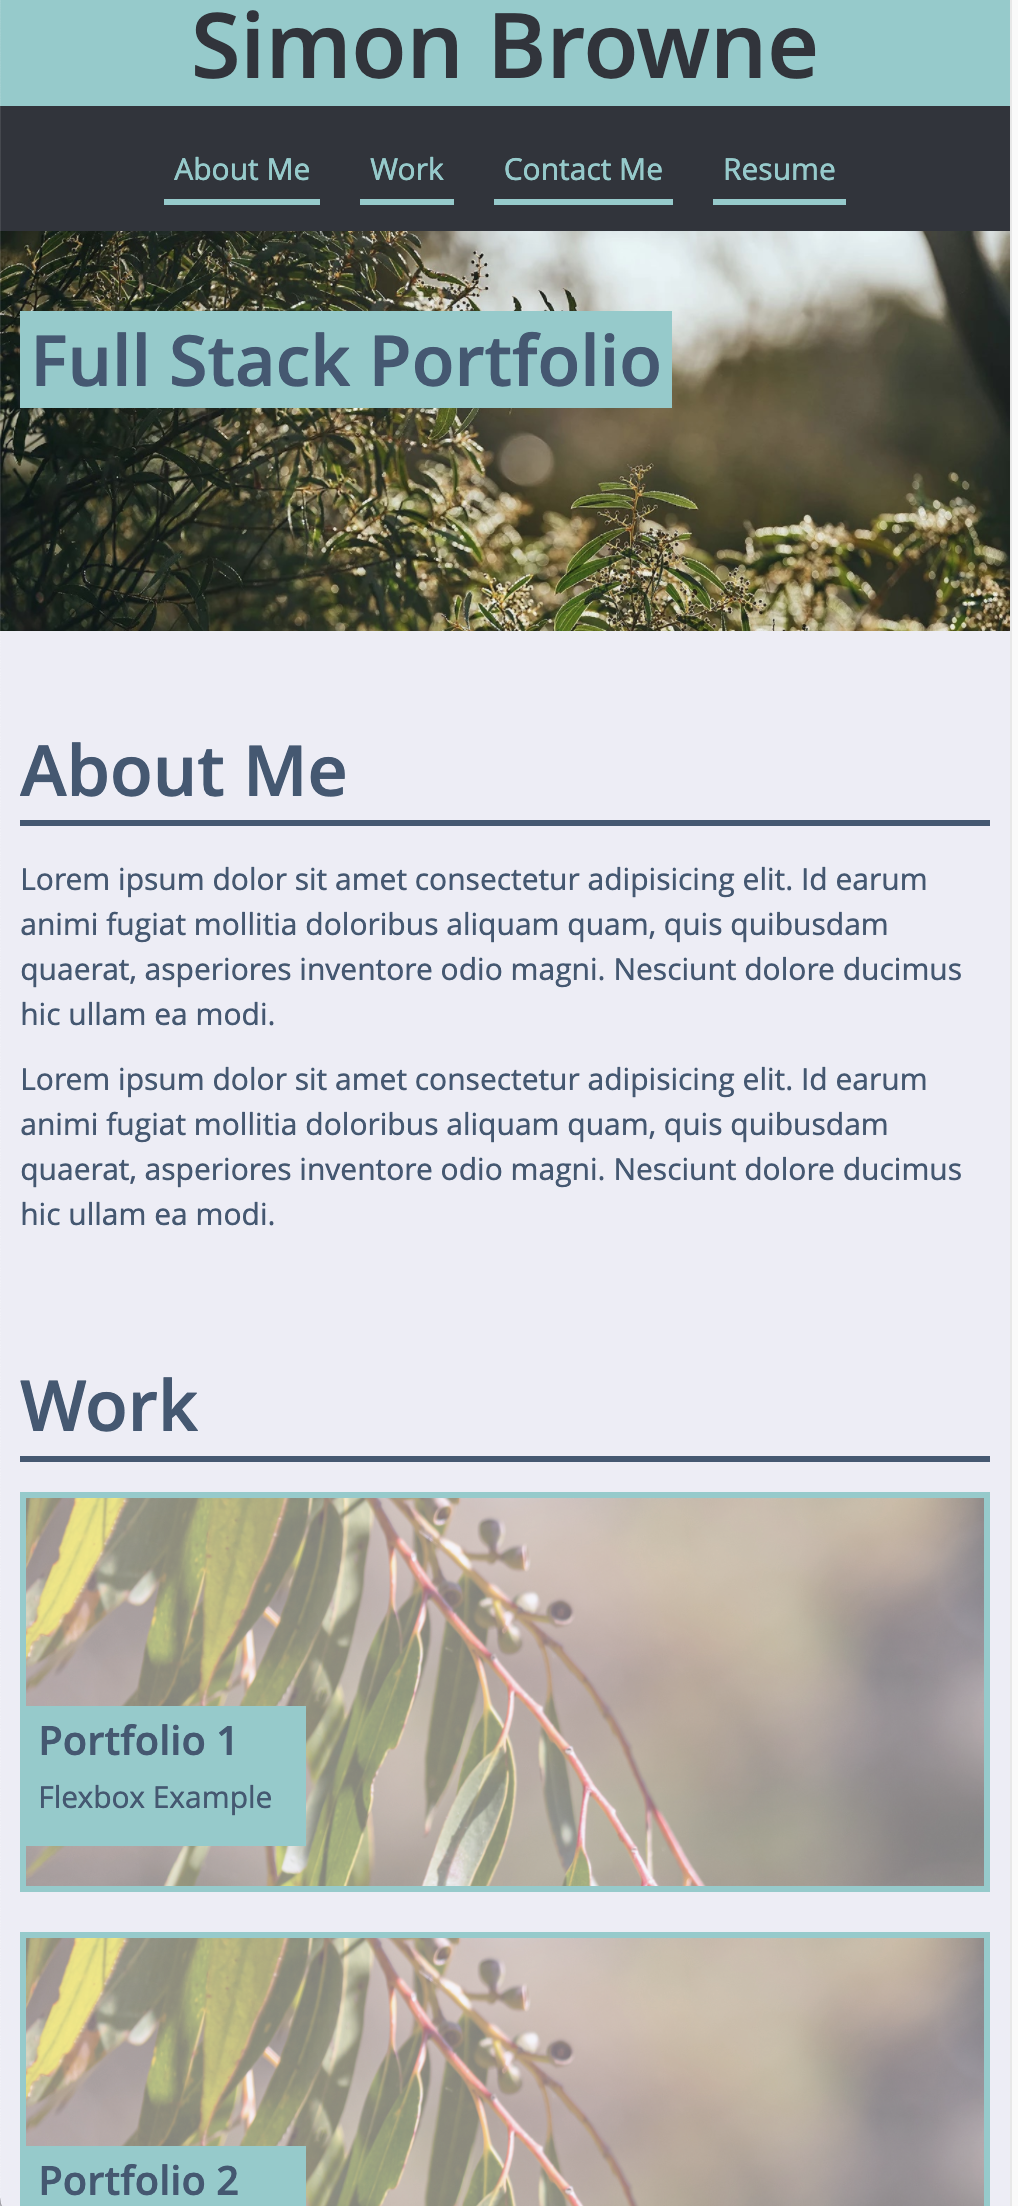 Simon Browne
About Me Work Contact Me Resume
Full Stack Portfolio
About Me
Lorem ipsum dolor sit amet consectetur adipisicing elit. Id earum
animi fugiat mollitia doloribus aliquam quam, quis quibusdam
quaerat, asperiores inventore odio magni. Nesciunt dolore ducimus
hic ullam ea modi.
Lorem ipsum dolor sit amet consectetur adipisicing elit. Id earum
animi fugiat mollitia doloribus aliquam quam, quis quibusdam
quaerat, asperiores inventore odio magni. Nesciunt dolore ducimus
hic ullam ea modi.
Work
Portfolio 1
Flexbox Example
Portfolio 2